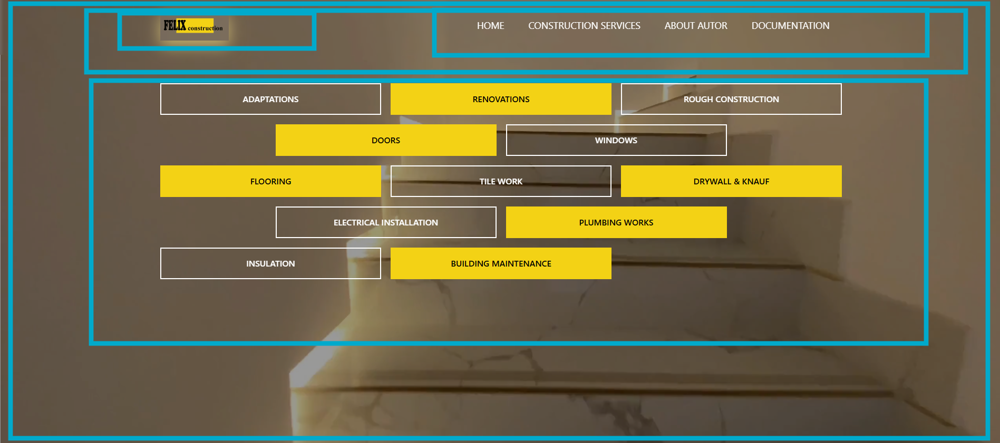 FELIX construction
HOME CONSTRUCTION SERVICES ABOUT AUTOR DOCUMENTATION
ADAPTATIONS RENOVATIONS ROUGH CONSTRUCTION
DOORS WINDOWS
FLOORING TILE WORK DRYWALL & KNAUF
ELECTRICAL INSTALLATION PLUMBING WORKS
INSULATION BUILDING MAINTENANCE